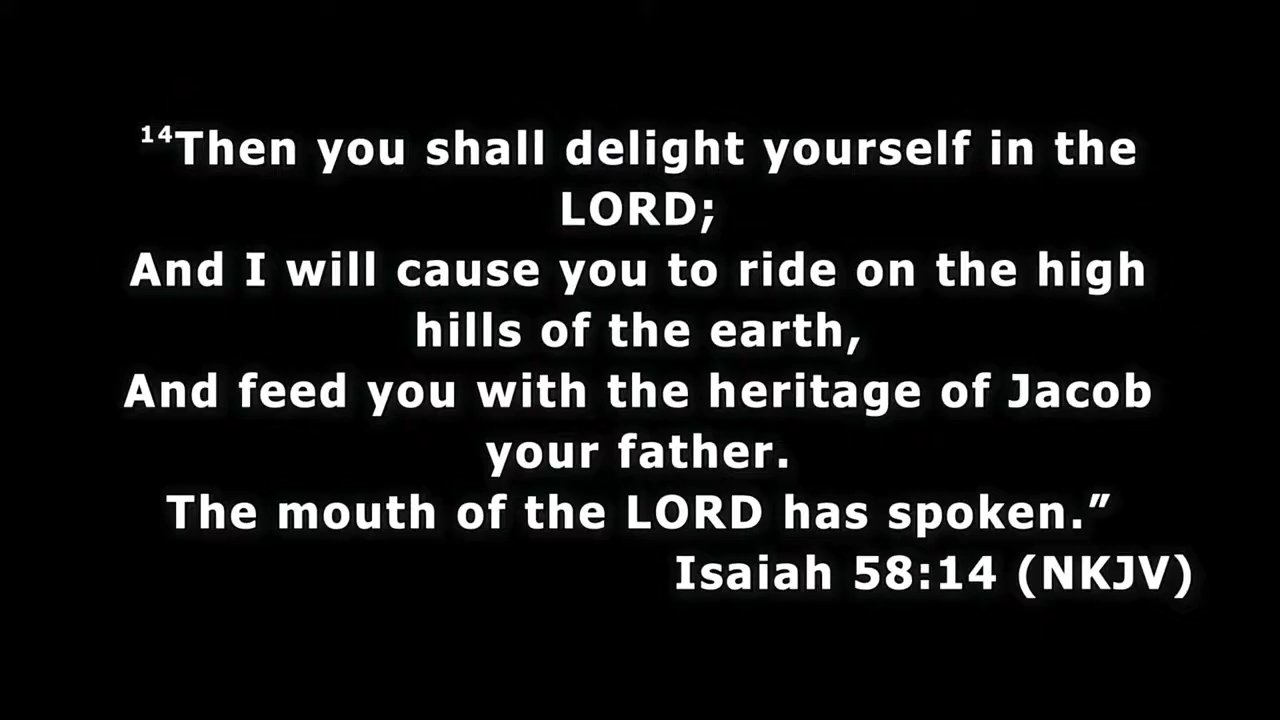 ¹⁴Then you shall delight yourself in the
LORD;
And I will cause you to ride on the high
hills of the earth,
And feed you with the heritage of Jacob
your father.
The mouth of the LORD has spoken.”
Isaiah 58:14 (NKJV)